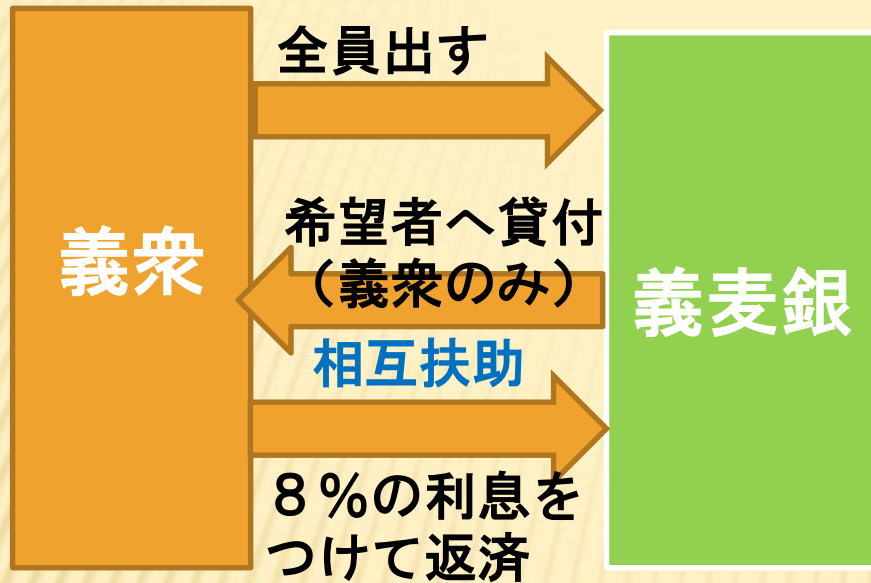 全員出す
希望者へ貸付
（義衆のみ）
義衆
義麦銀
相互扶助
８％の利息を
つけて返済